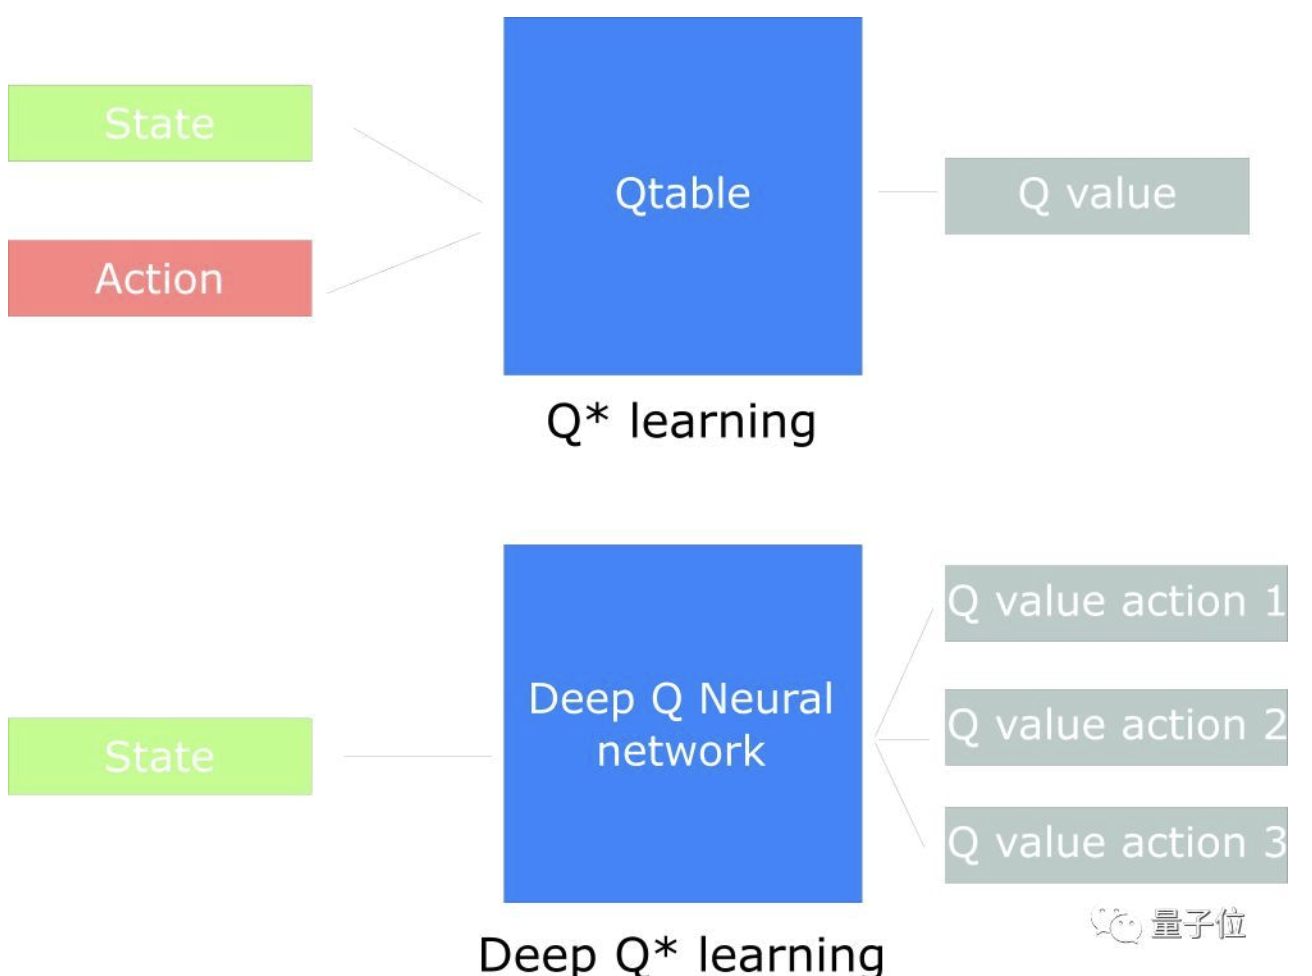 State
Action
Qtable
Q value
Q* learning
State
Deep Q Neural
network
Q value action 1
Q value action 2
Q value action 3
Deep Q* learning
量子位